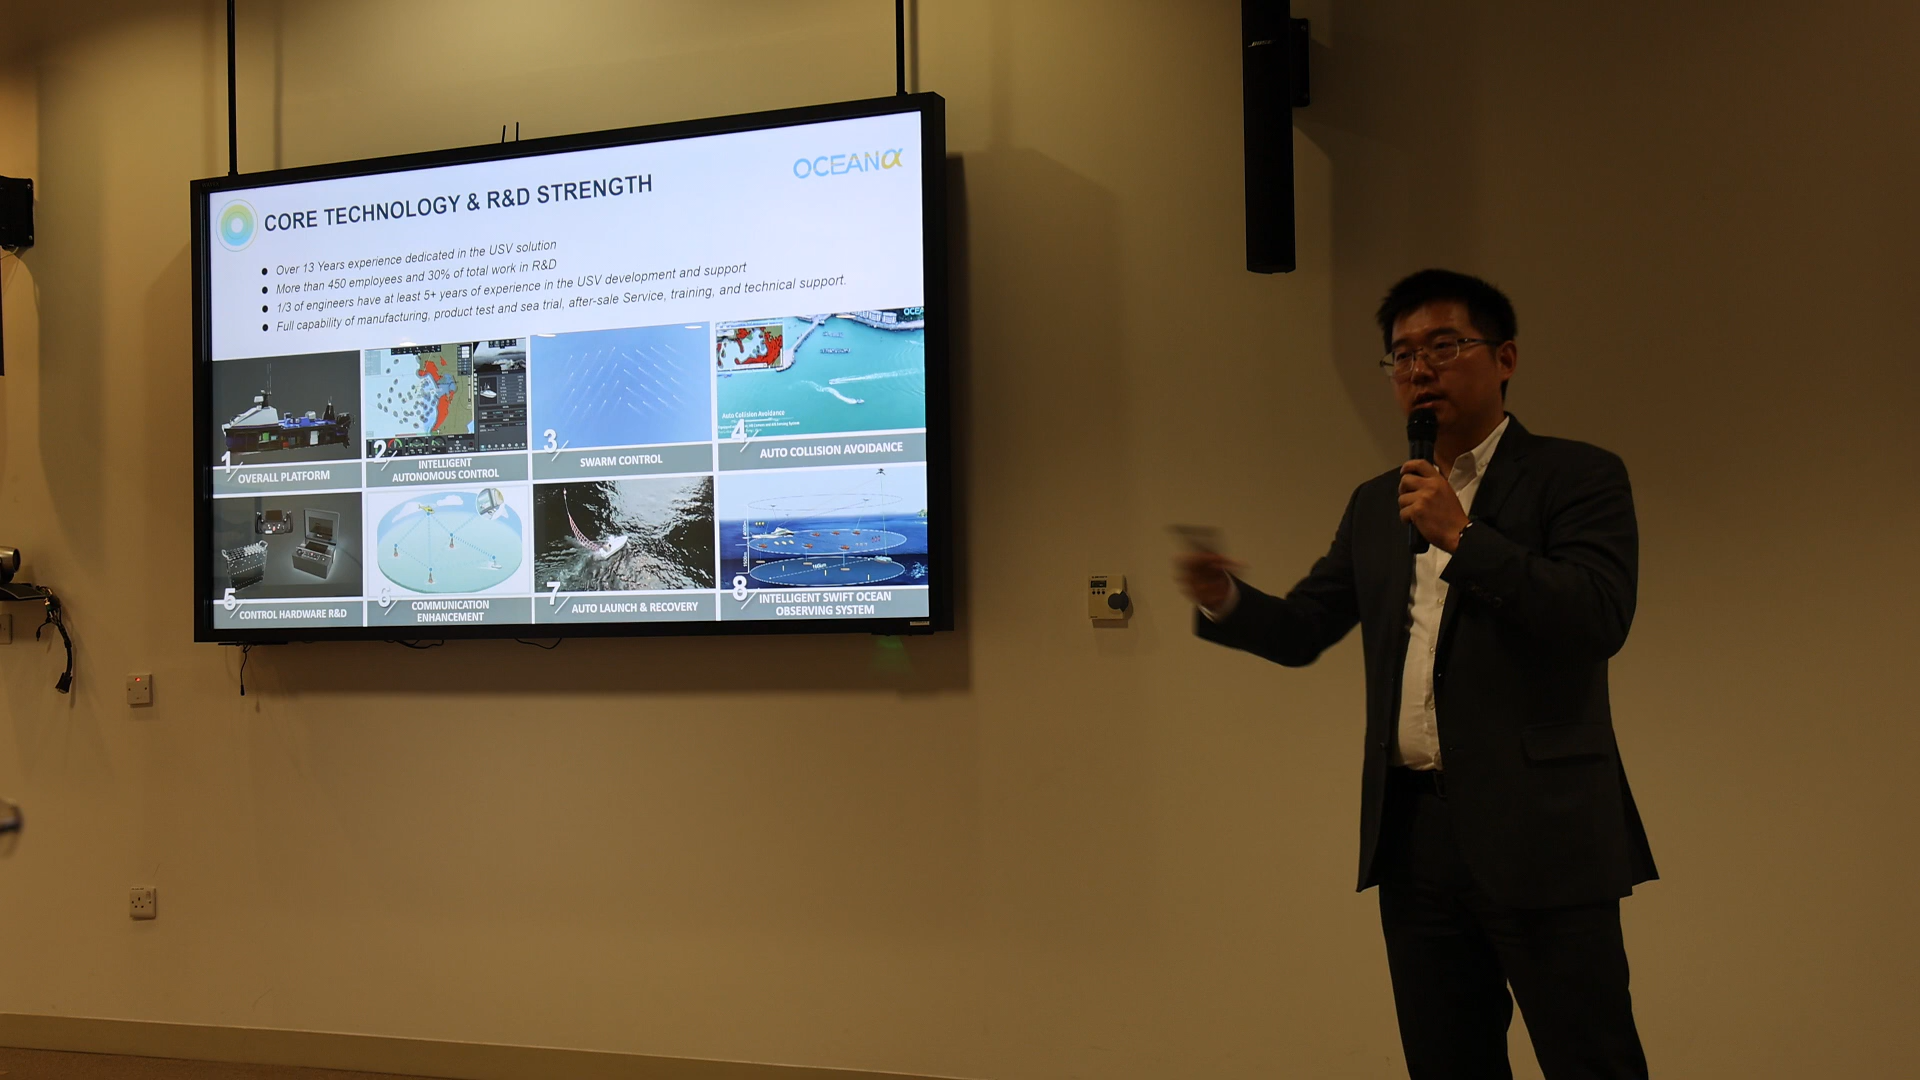 OCEANα
CORE TECHNOLOGY & R&D STRENGTH
Over 13 Years experience dedicated in the USV solution
More than 450 employees and 30% of total work in R&D
1/3 of engineers have at least 5+ years of experience in the USV development and support
Full capability of manufacturing, product test and sea trial, after-sale Service, training, and technical support.
1
OVERALL PLATFORM
2
INTELLIGENT
AUTONOMOUS CONTROL
3
SWARM CONTROL
Auto Collision Avoidance
4
AUTO COLLISION AVOIDANCE
5
CONTROL HARDWARE R&D
6
COMMUNICATION
ENHANCEMENT
7
AUTO LAUNCH & RECOVERY
8
INTELLIGENT SWIFT OCEAN
OBSERVING SYSTEM